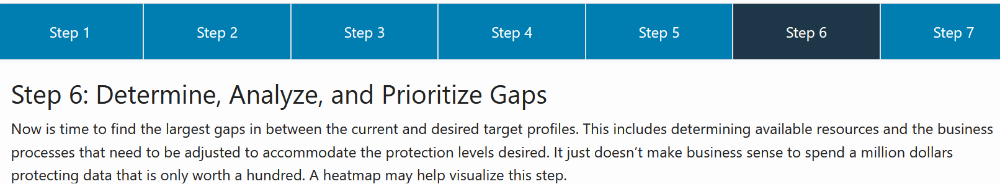 Step 1
Step 2
Step 3
Step 4
Step 5
Step 6
Step 7
Step 6: Determine, Analyze, and Prioritize Gaps
Now is time to find the largest gaps in between the current and desired target profiles. This includes determining available resources and the business
processes that need to be adjusted to accommodate the protection levels desired. It just doesn’t make business sense to spend a million dollars
protecting data that is only worth a hundred. A heatmap may help visualize this step.